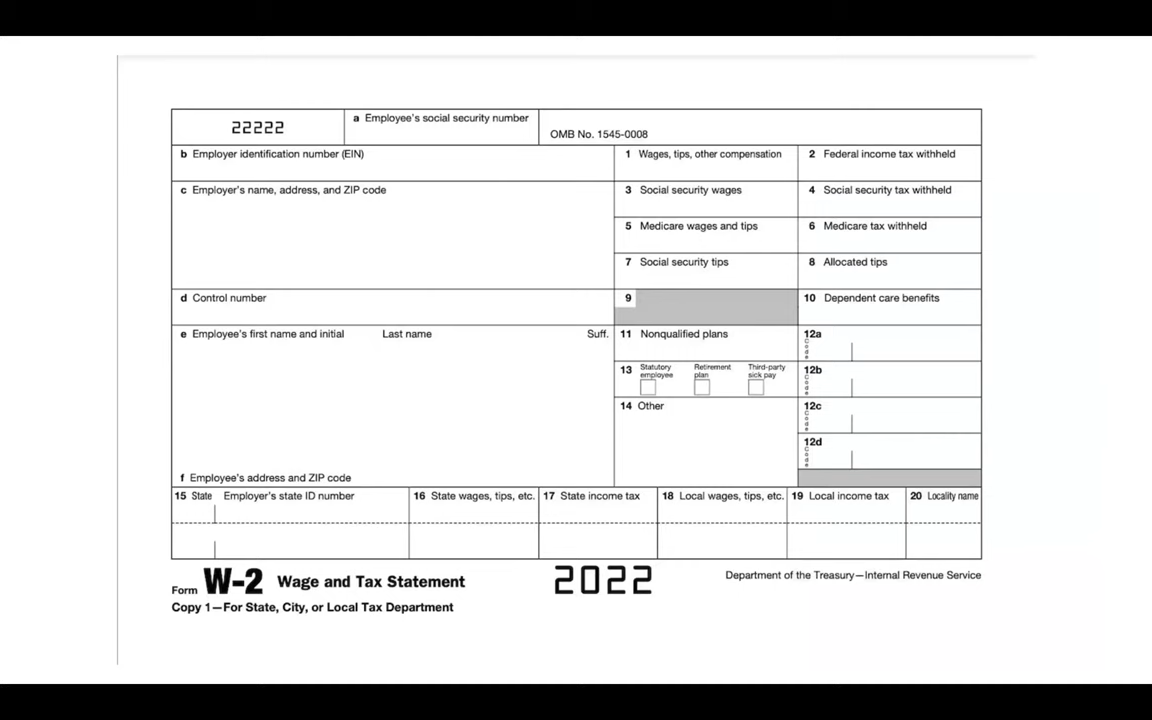 22222
a Employee's social security number
OMB No. 1545-0008
b Employer identification number (EIN)
1 Wages, tips, other compensation
2 Federal income tax withheld
c Employer's name, address, and ZIP code
3 Social security wages
4 Social security tax withheld
5 Medicare wages and tips
6 Medicare tax withheld
7 Social security tips
8 Allocated tips
d Control number
9
10 Dependent care benefits
e Employee's first name and initial
Last name
Suff.
11 Nonqualified plans
12a
Code
13 Statutory employee
Retirement plan
Third-party sick pay
12b
Code
14 Other
12c
Code
12d
Code
f Employee's address and ZIP code
15 State
Employer's state ID number
16 State wages, tips, etc.
17 State income tax
18 Local wages, tips, etc.
19 Local income tax
20 Locality name
Form W-2 Wage and Tax Statement
2022
Department of the Treasury—Internal Revenue Service
Copy 1—For State, City, or Local Tax Department